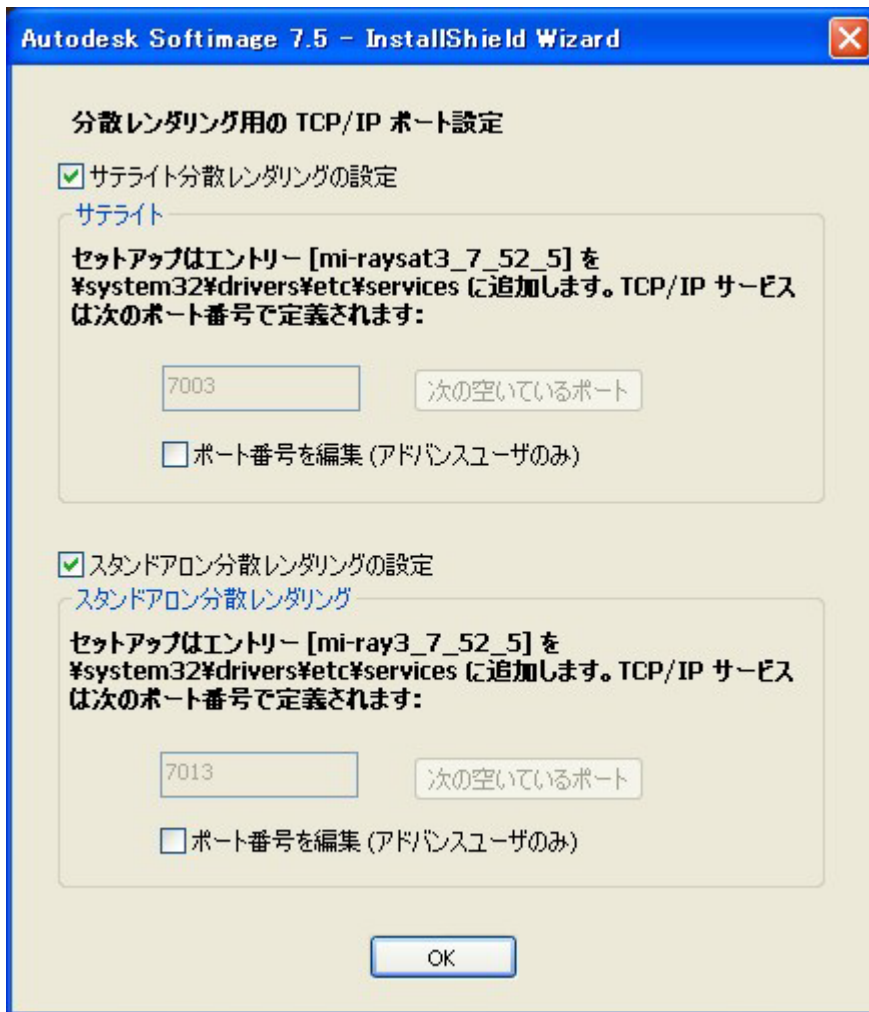 Autodesk Softimage 7.5 - InstallShield Wizard
分散レンダリング用の TCP/IP ポート設定
サテライト分散レンダリングの設定
サテライト
セットアップはエントリー [mi-raysat3_7_52_5] を
¥system32¥drivers¥etc¥services に追加します。TCP/IP サービス
は次のポート番号で定義されます:
7003
次の空いているポート
ポート番号を編集 (アドバンスユーザのみ)
スタンドアロン分散レンダリングの設定
スタンドアロン分散レンダリング
セットアップはエントリー [mi-ray3_7_52_5] を
¥system32¥drivers¥etc¥services に追加します。TCP/IP サービス
は次のポート番号で定義されます:
7013
次の空いているポート
ポート番号を編集 (アドバンスユーザのみ)
OK